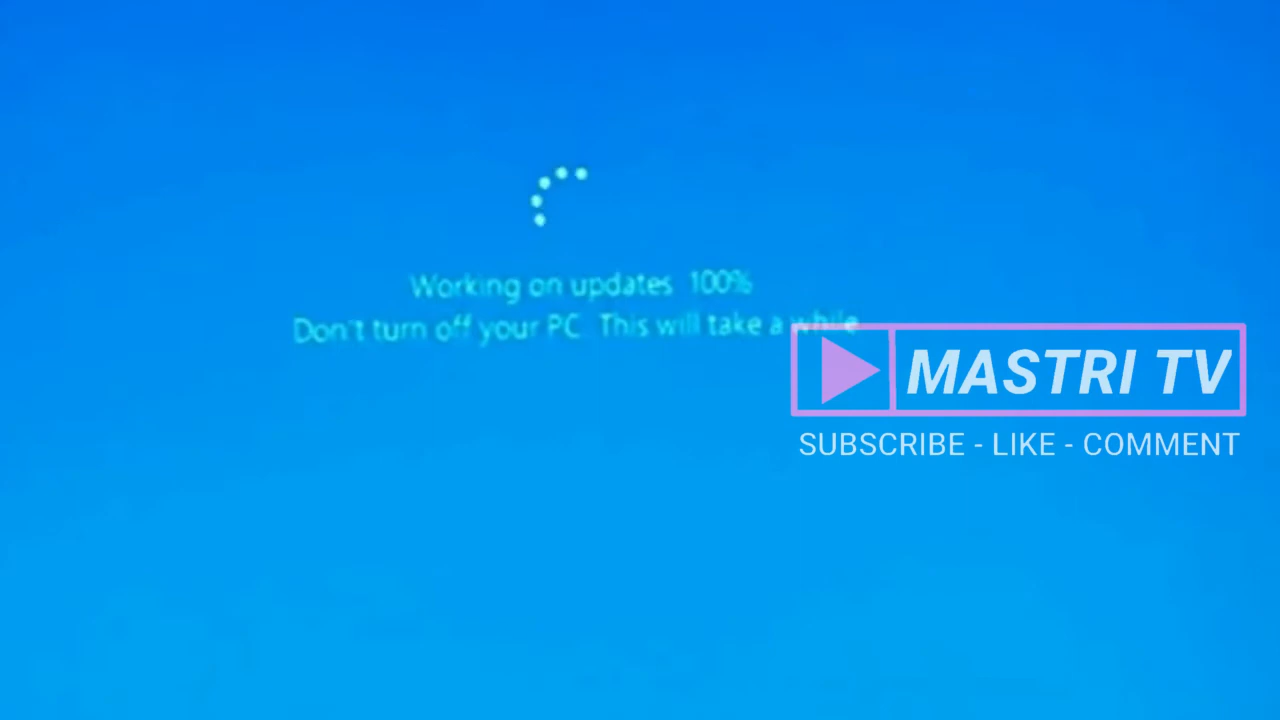 Working on updates 100%
Don't turn off your PC. This will take a while
MASTRI TV
SUBSCRIBE - LIKE - COMMENT